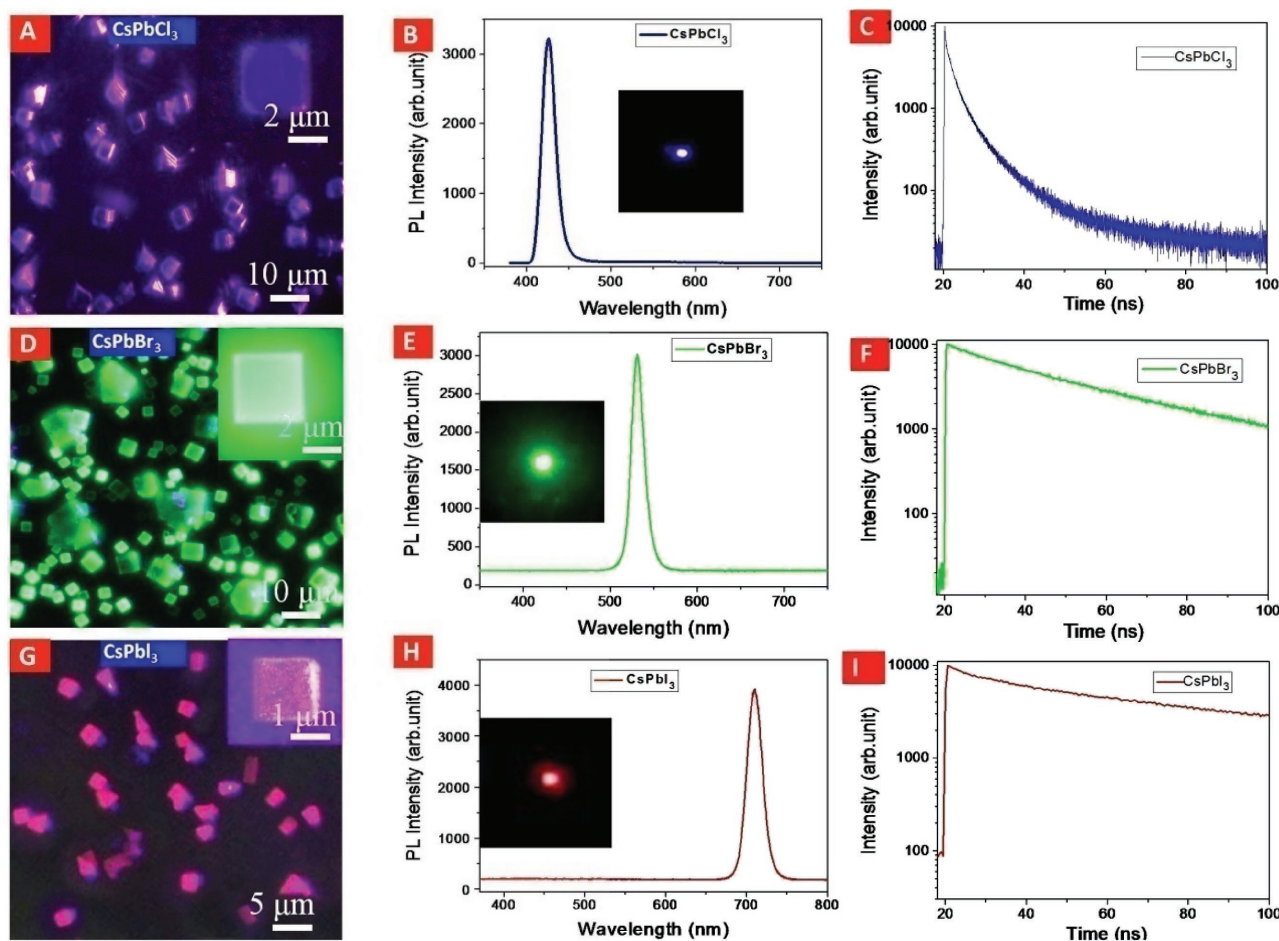 A
CsPbCl₃
2 μm
10 μm
B
CsPbCl₃
3000
2000
1000
0
PL Intensity (arb.unit)
400 500 600 700
Wavelength (nm)
C
CsPbCl₃
10000
1000
100
Intensity (arb.unit)
20 40 60 80 100
Time (ns)
D
CsPbBr₃
2 μm
10 μm
E
CsPbBr₃
3000
2500
2000
1500
1000
500
0
PL Intensity (arb.unit)
400 500 600 700
Wavelength (nm)
F
CsPbBr₃
10000
1000
100
Intensity (arb.unit)
20 40 60 80 100
Time (ns)
G
CsPbI₃
1 μm
5 μm
H
CsPbI₃
4000
3000
2000
1000
0
PL Intensity (arb.unit)
400 500 600 700 800
Wavelength (nm)
I
CsPbI₃
10000
1000
100
Intensity (arb.unit)
20 40 60 80 100
Time (ns)